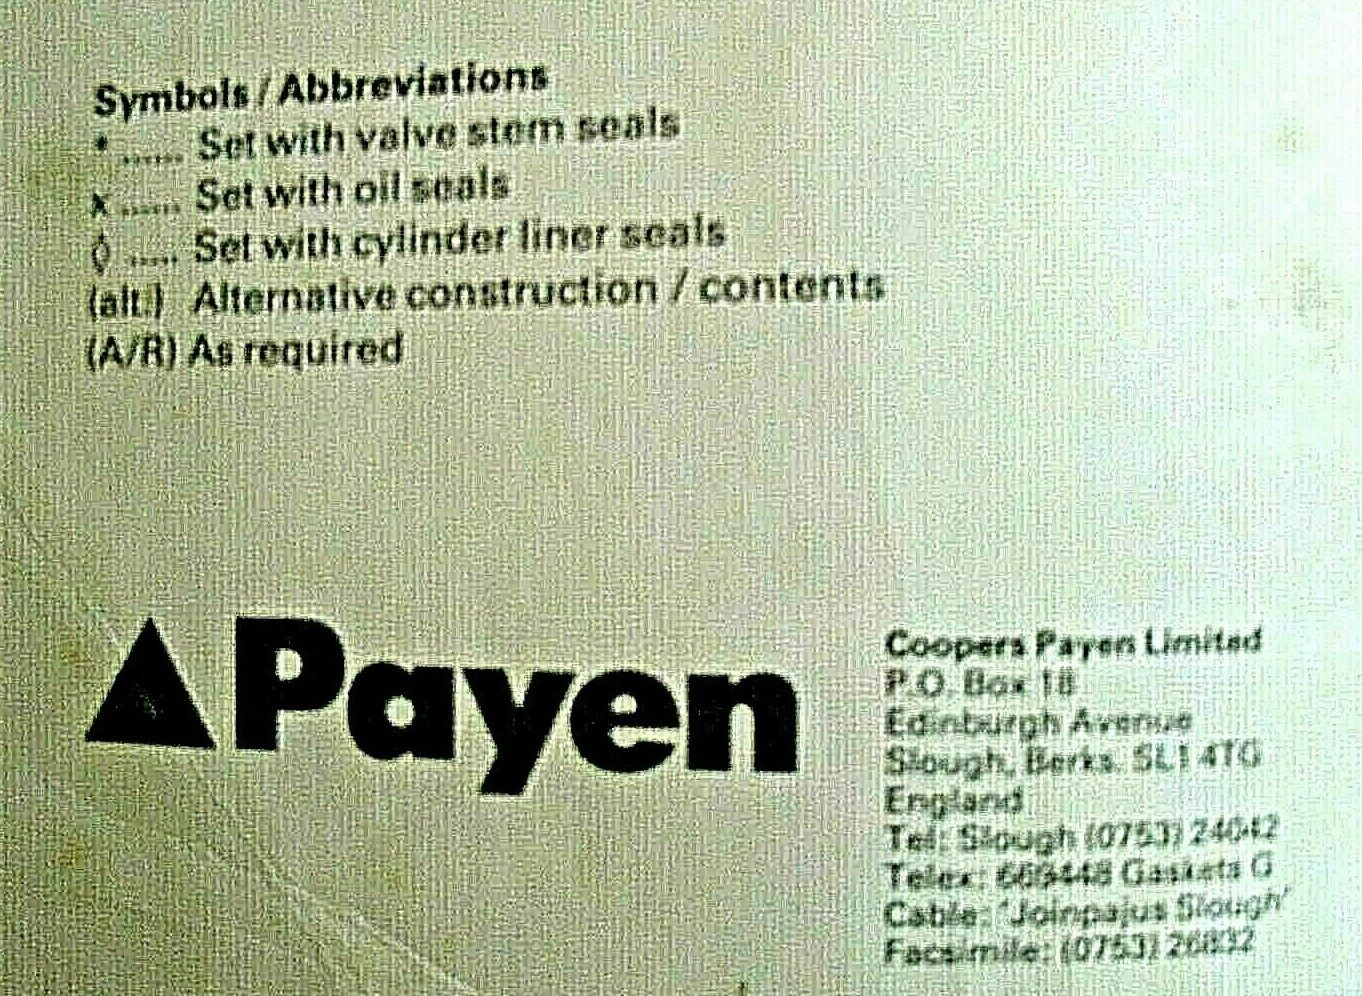 Symbols / Abbreviations
* ...... Set with valve stem seals
x ...... Set with oil seals
◊ ..... Set with cylinder liner seals
(alt.) Alternative construction / contents
(A/R) As required
Payen
Coopers Payen Limited
P.O. Box 18
Edinburgh Avenue
Slough, Berks. SL1 4TG
England
Tel: Slough (0753) 24042
Telex: Gaskets G
Cable: 'Joinpajus Slough'
Facsimile: (0753) 26832